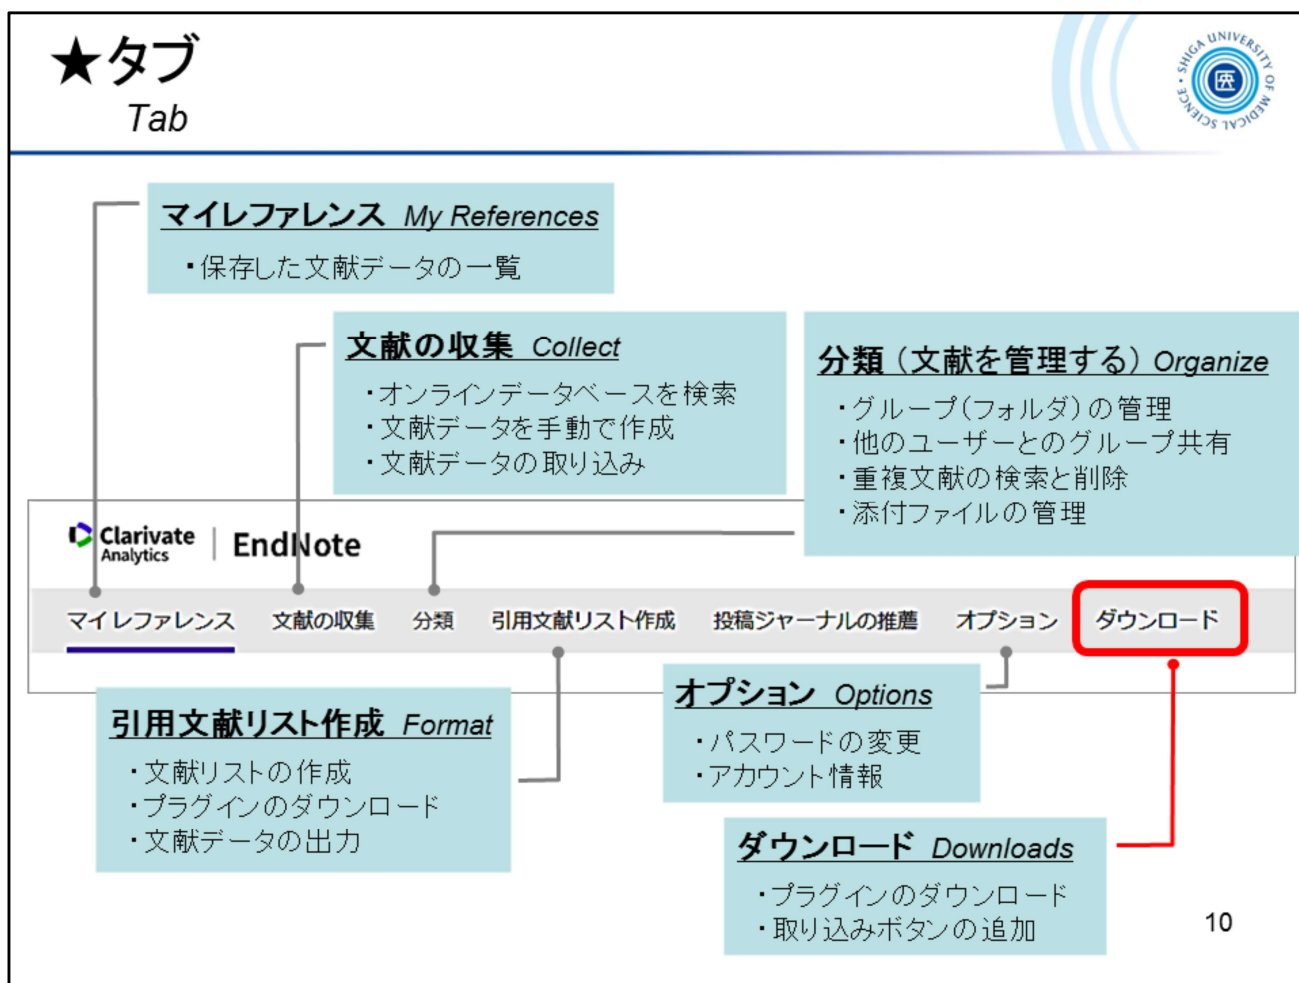 ★タブ
Tab
SHIGA UNIVERSITY OF MEDICAL SCIENCE
医
マイレファレンス My References
・保存した文献データの一覧
文献の収集 Collect
・オンラインデータベースを検索
・文献データを手動で作成
・文献データの取り込み
分類（文献を管理する）Organize
・グループ（フォルダ）の管理
・他のユーザーとのグループ共有
・重複文献の検索と削除
・添付ファイルの管理
Clarivate
Analytics
EndNote
マイレファレンス 文献の収集 分類 引用文献リスト作成 投稿ジャーナルの推薦 オプション ダウンロード
引用文献リスト作成 Format
・文献リストの作成
・プラグインのダウンロード
・文献データの出力
オプション Options
・パスワードの変更
・アカウント情報
ダウンロード Downloads
・プラグインのダウンロード
・取り込みボタンの追加
10